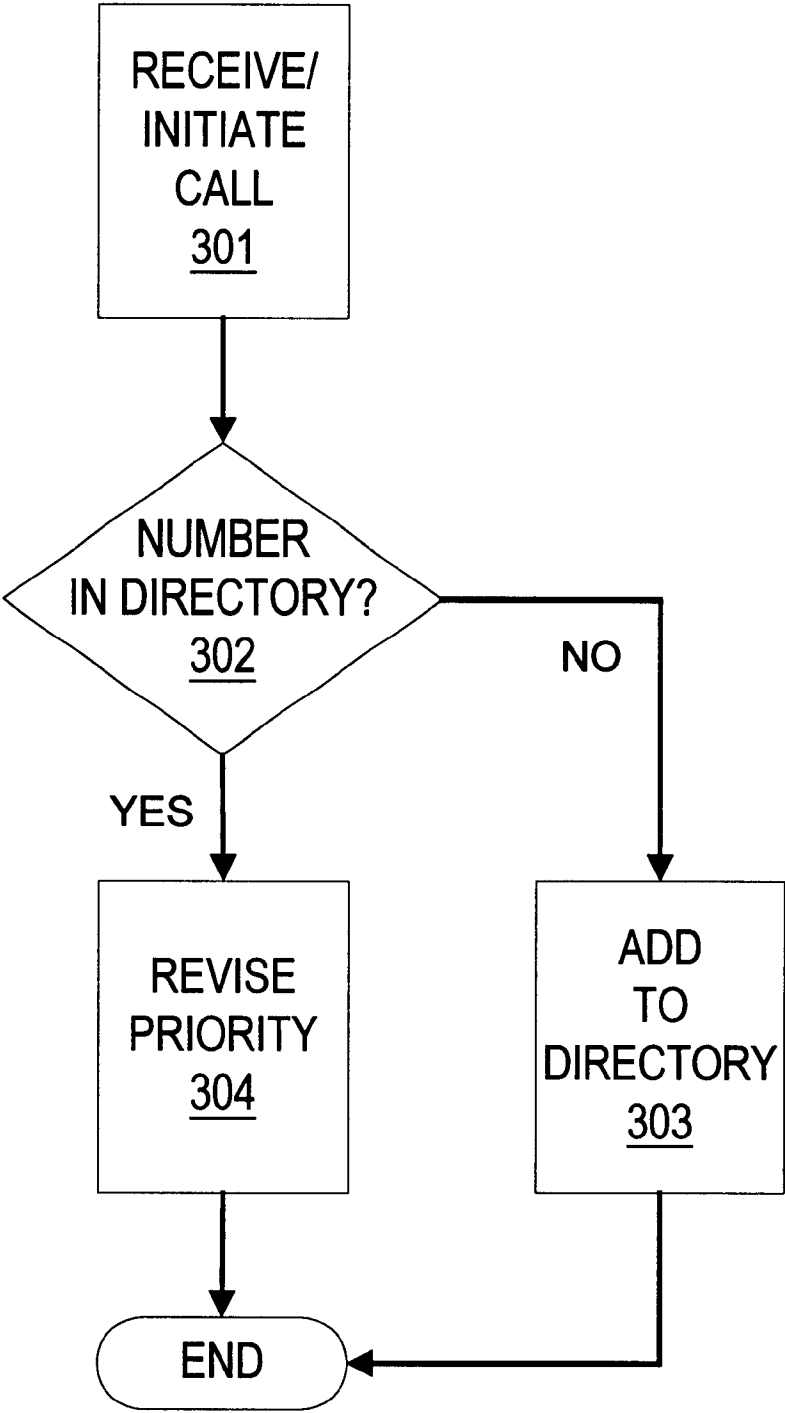 RECEIVE/
INITIATE
CALL
301
NUMBER
IN DIRECTORY?
302
NO
YES
REVISE
PRIORITY
304
ADD
TO
DIRECTORY
303
END